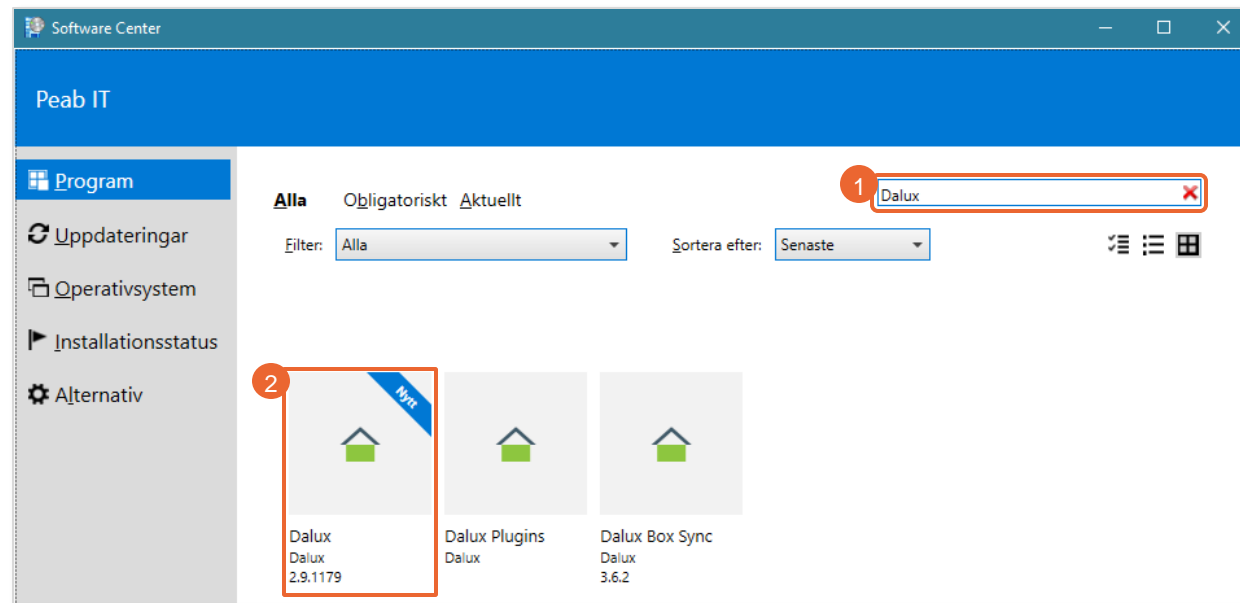 Software Center
Peab IT
Program
Uppdateringar
Operativsystem
Installationsstatus
Alternativ
Alla Obligatoriskt Aktuellt
1
Dalux
Filter: Alla Sortera efter: Senaste
2
Nytt
Dalux
Dalux
2.9.1179
Dalux Plugins
Dalux
Dalux Box Sync
Dalux
3.6.2